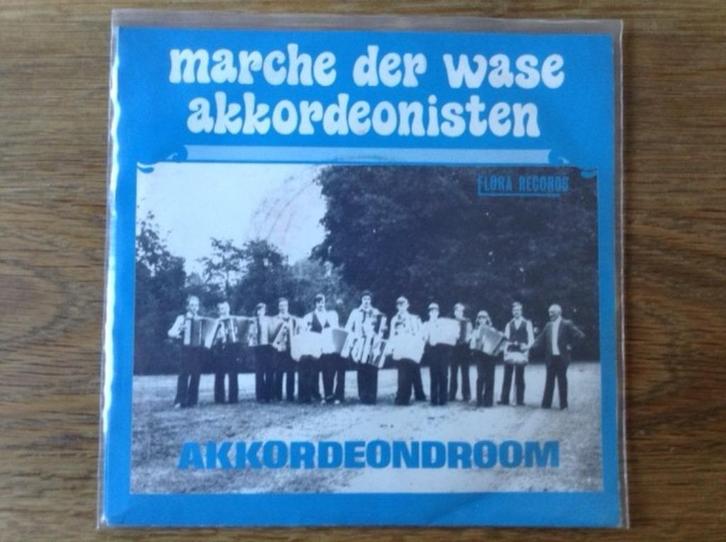 marche der wase
akkordeonisten
FLORA RECORDS
AKKORDEONDROOM